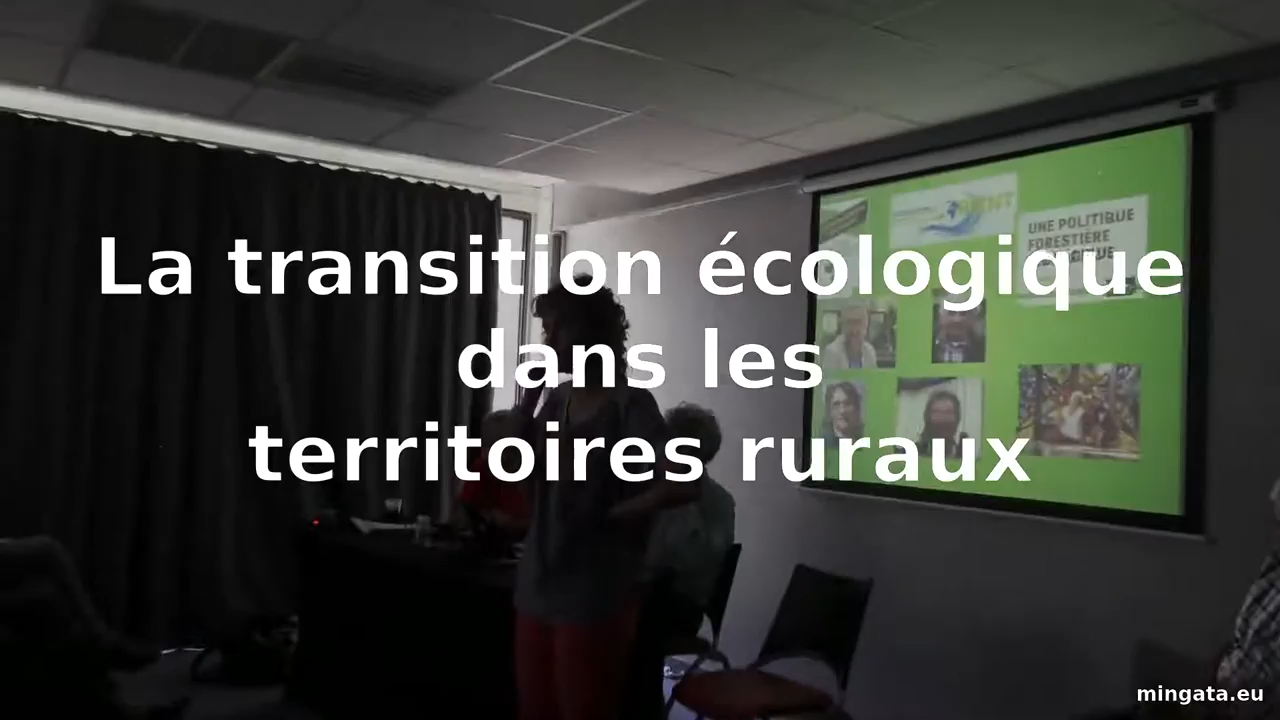 La transition écologique
dans les
territoires ruraux
UNE POLITIQUE
FORESTIÈRE
mingata.eu